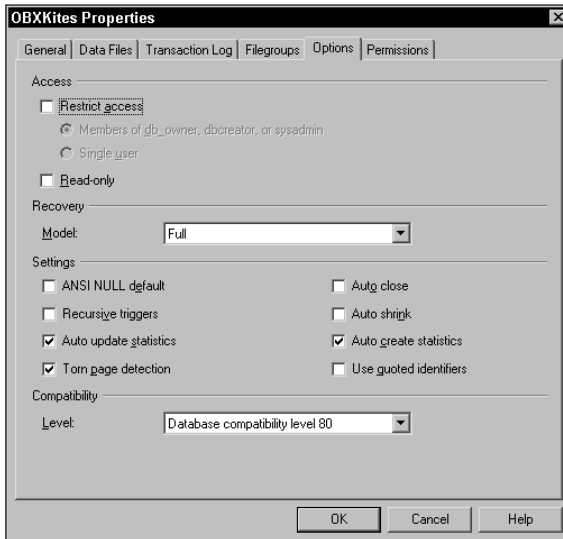 OBXKites Properties
General Data Files Transaction Log Filegroups Options Permissions
Access
Restrict access
Members of db_owner, dbcreator, or sysadmin
Single user
Read-only
Recovery
Model: Full
Settings
ANSI NULL default Auto close
Recursive triggers Auto shrink
Auto update statistics Auto create statistics
Torn page detection Use quoted identifiers
Compatibility
Level: Database compatibility level 80
OK Cancel Help